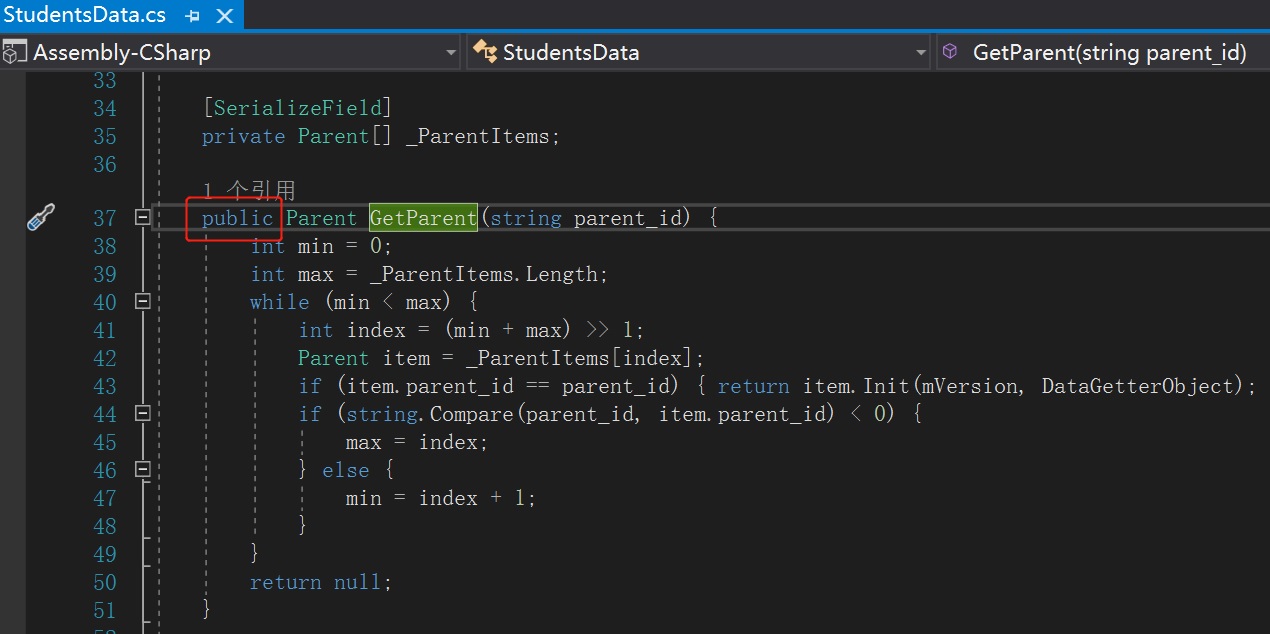 StudentsData.cs
Assembly-CSharp StudentsData GetParent(string parent_id)
33
34 [SerializeField]
35 private Parent[] _ParentItems;
36
1 个引用
37 public Parent GetParent(string parent_id) {
38 int min = 0;
39 int max = _ParentItems.Length;
40 while (min < max) {
41 int index = (min + max) >> 1;
42 Parent item = _ParentItems[index];
43 if (item.parent_id == parent_id) { return item.Init(mVersion, DataGetterObject);
44 if (string.Compare(parent_id, item.parent_id) < 0) {
45 max = index;
46 } else {
47 min = index + 1;
48 }
49 }
50 return null;
51 }